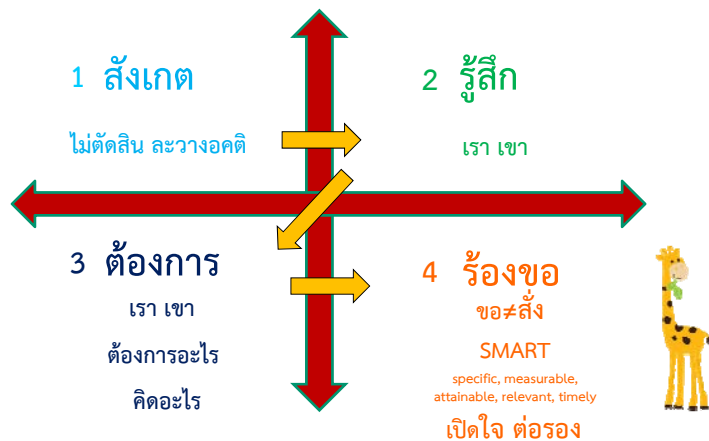 1 สังเกต
ไม่ตัดสิน ละวางอคติ
2 รู้สึก
เรา เขา
3 ต้องการ
เรา เขา
ต้องการอะไร
คิดอะไร
4 ร้องขอ
ขอ≠สั่ง
SMART
specific, measurable,
attainable, relevant, timely
เปิดใจ ต่อรอง